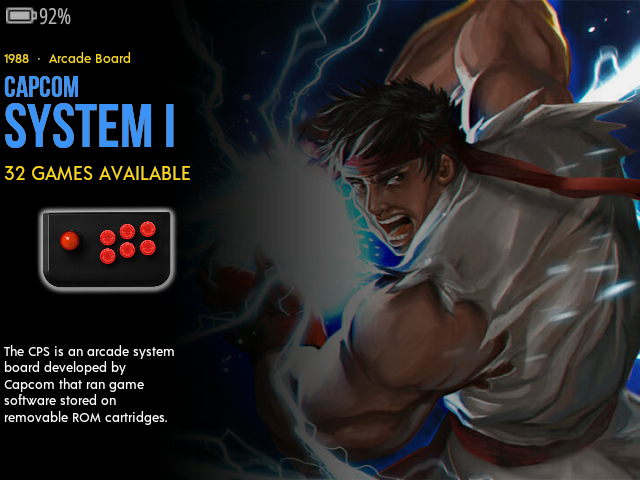 92%
1988 · Arcade Board
CAPCOM
SYSTEM I
32 GAMES AVAILABLE
The CPS is an arcade system
board developed by
Capcom that ran game
software stored on
removable ROM cartridges.